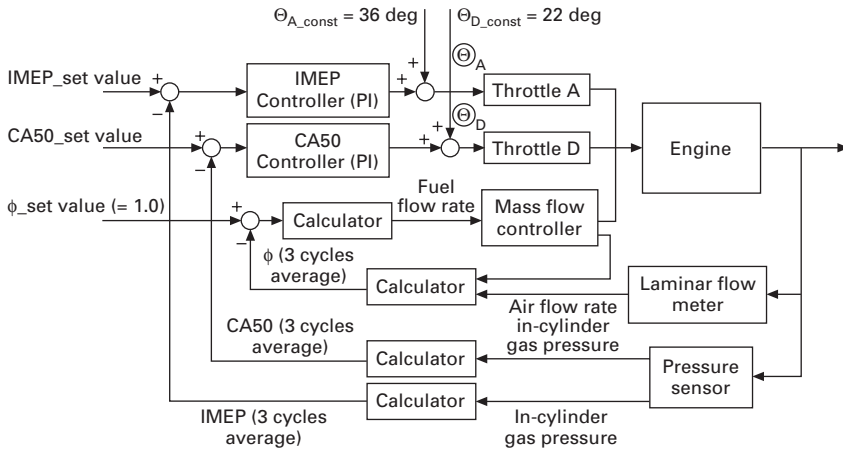 Θ_A_const = 36 deg
Θ_D_const = 22 deg
IMEP_set value
+
−
IMEP
Controller (PI)
+
+
Θ_A
Throttle A
CA50_set value
+
−
CA50
Controller (PI)
+
+
Θ_D
Throttle D
Engine
ϕ_set value (= 1.0)
+
−
Calculator
Fuel
flow rate
Mass flow
controller
ϕ (3 cycles
average)
Calculator
Laminar flow
meter
Air flow rate
in-cylinder
gas pressure
CA50 (3 cycles
average)
Calculator
Pressure
sensor
Calculator
IMEP (3 cycles
average)
In-cylinder
gas pressure